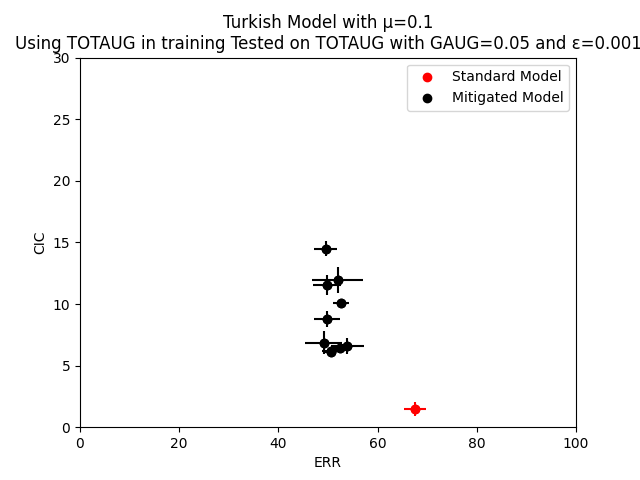 Turkish Model with μ=0.1
Using TOTAUG in training Tested on TOTAUG with GAUG=0.05 and ε=0.001
Standard Model
Mitigated Model
30
25
20
15
10
5
0
CIC
0 20 40 60 80 100
ERR